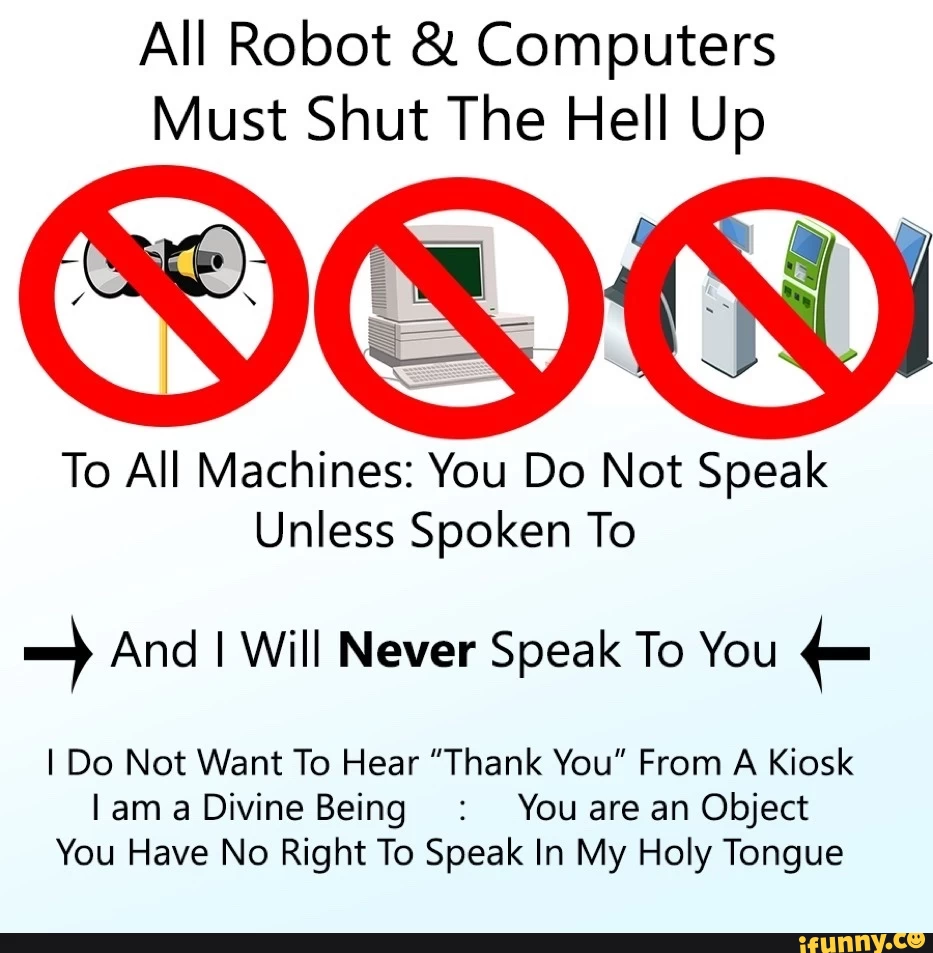 All Robot & Computers
Must Shut The Hell Up
To All Machines: You Do Not Speak
Unless Spoken To
And I Will Never Speak To You
I Do Not Want To Hear "Thank You" From A Kiosk
I am a Divine Being : You are an Object
You Have No Right To Speak In My Holy Tongue
ifunny.co